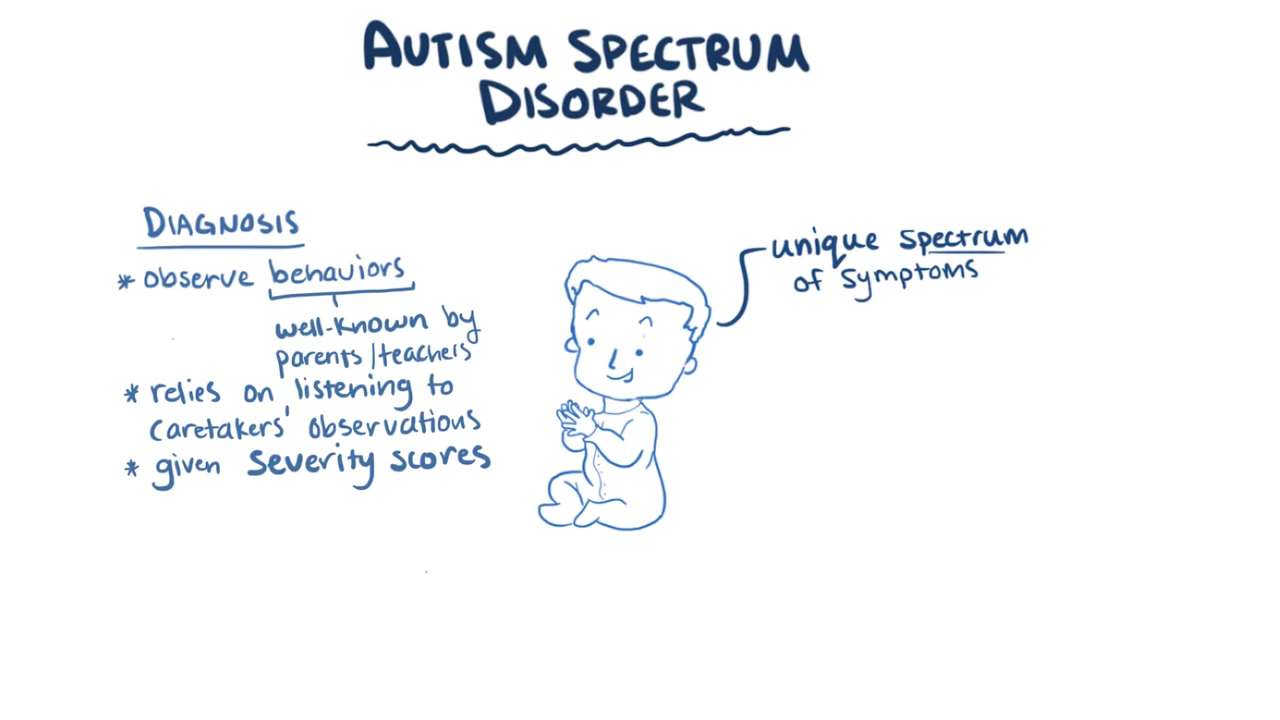 AUTISM SPECTRUM
DISORDER
DIAGNOSIS
* observe behaviors
well-known by
parents/teachers
* relies on listening to
caretakers' observations
* given severity scores
unique spectrum
of symptoms